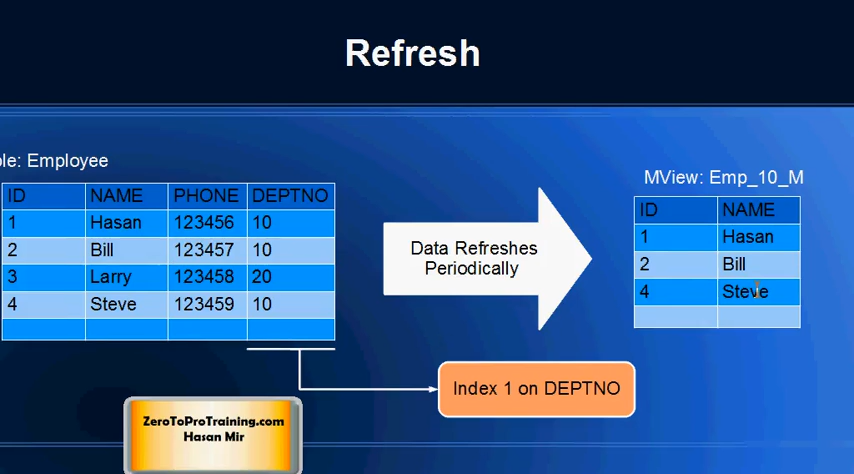 Refresh
ple: Employee
ID NAME PHONE DEPTNO
1 Hasan 123456 10
2 Bill 123457 10
3 Larry 123458 20
4 Steve 123459 10
Data Refreshes
Periodically
MView: Emp_10_M
ID NAME
1 Hasan
2 Bill
4 Steve
Index 1 on DEPTNO
ZeroToProTraining.com
Hasan Mir